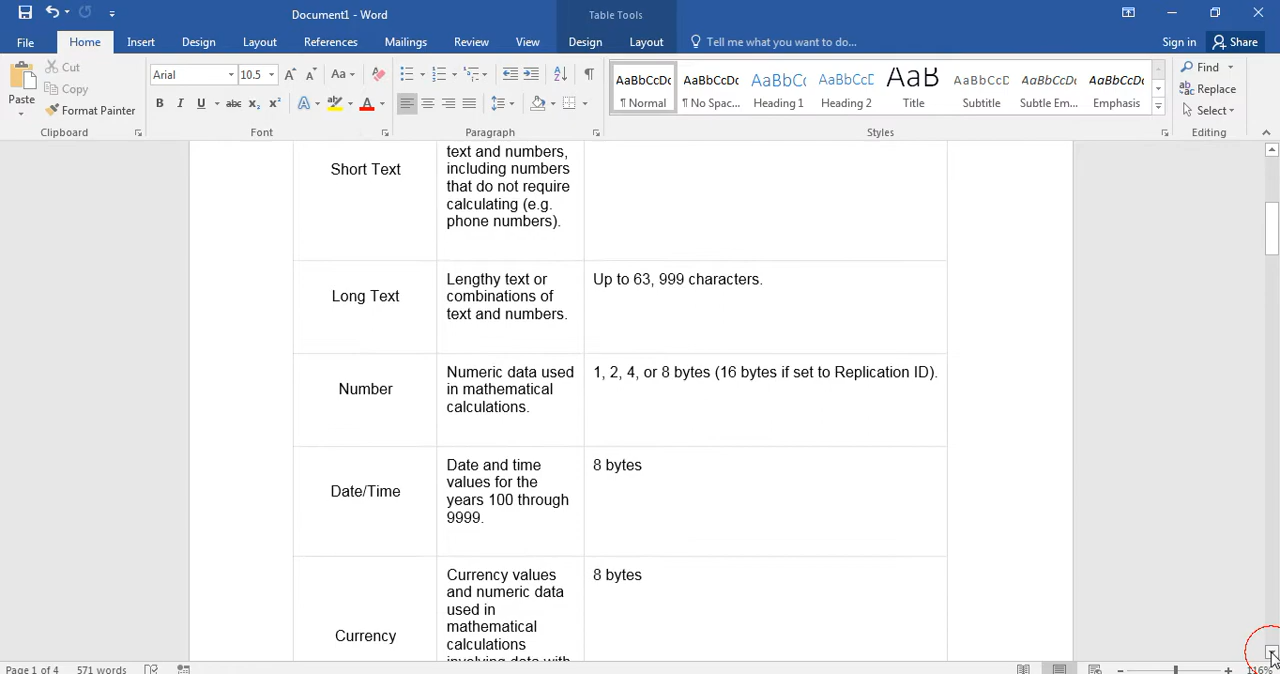 Document1 - Word
Table Tools
File
Home
Insert
Design
Layout
References
Mailings
Review
View
Design
Layout
Tell me what you want to do...
Sign in
Share
Paste
Cut
Copy
Format Painter
Clipboard
Arial
10.5
Font
Paragraph
AaBbCcDc
¶ Normal
AaBbCcDc
¶ No Spac...
AaBbCc
Heading 1
AaBbCcC
Heading 2
AaB
Title
AaBbCcD
Subtitle
AaBbCcDc
Subtle Em...
AaBbCcDc
Emphasis
Styles
Find
Replace
Select
Editing
Short Text
text and numbers,
including numbers
that do not require
calculating (e.g.
phone numbers).
Long Text
Lengthy text or
combinations of
text and numbers.
Up to 63, 999 characters.
Number
Numeric data used
in mathematical
calculations.
1, 2, 4, or 8 bytes (16 bytes if set to Replication ID).
Date/Time
Date and time
values for the
years 100 through
9999.
8 bytes
Currency
Currency values
and numeric data
used in
mathematical
calculations
involving data with
8 bytes
Page 1 of 4
571 words
116%